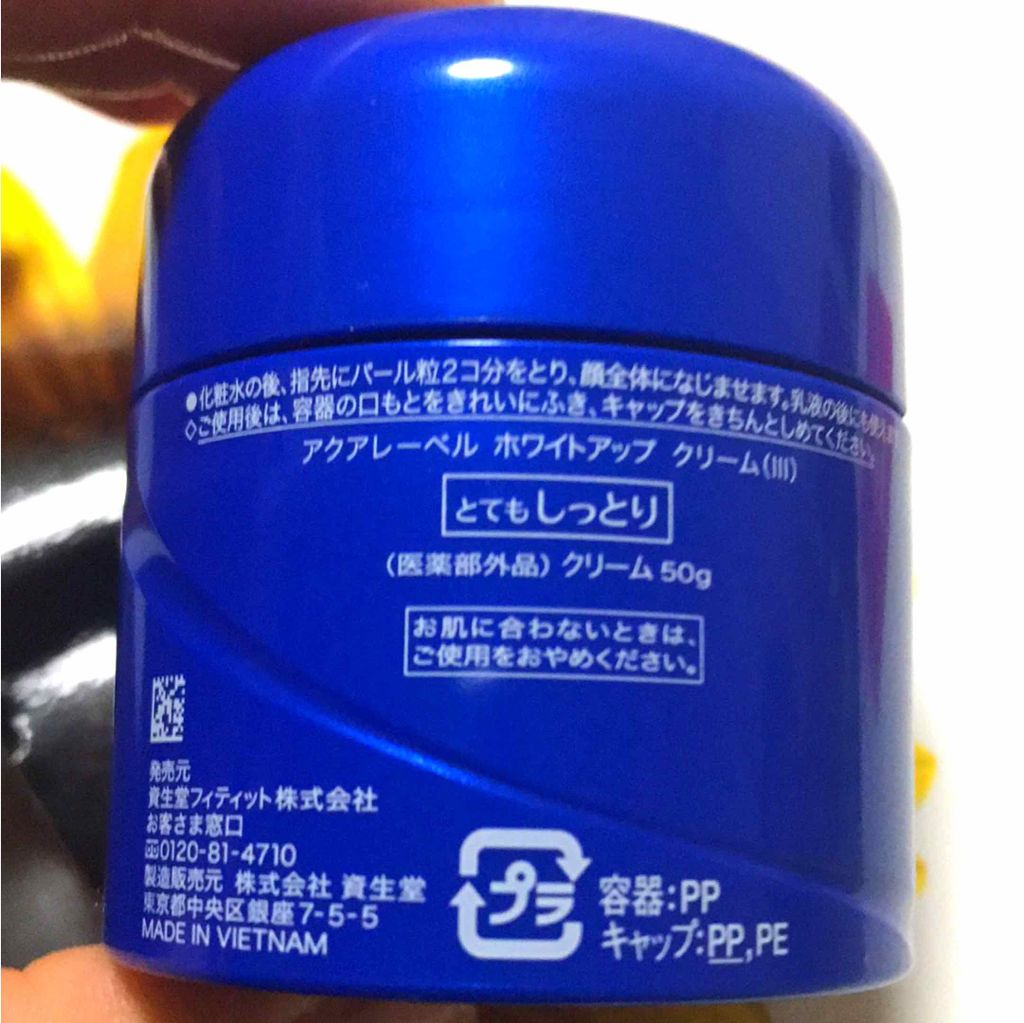 ●化粧水の後、指先にパール粒2コ分をとり、顔全体になじませます。乳液の後にも使えます
◇ご使用後は、容器の口もとをきれいにふき、キャップをきちんとしめてください。
アクアレーベル ホワイトアップ クリーム(III)
とてもしっとり
(医薬部外品) クリーム 50g
お肌に合わないときは、
ご使用をおやめください。
発売元
資生堂フィティット株式会社
お客さま窓口
0120-81-4710
製造販売元 株式会社 資生堂
東京都中央区銀座7-5-5
MADE IN VIETNAM
プラ
容器:PP
キャップ:PP,PE